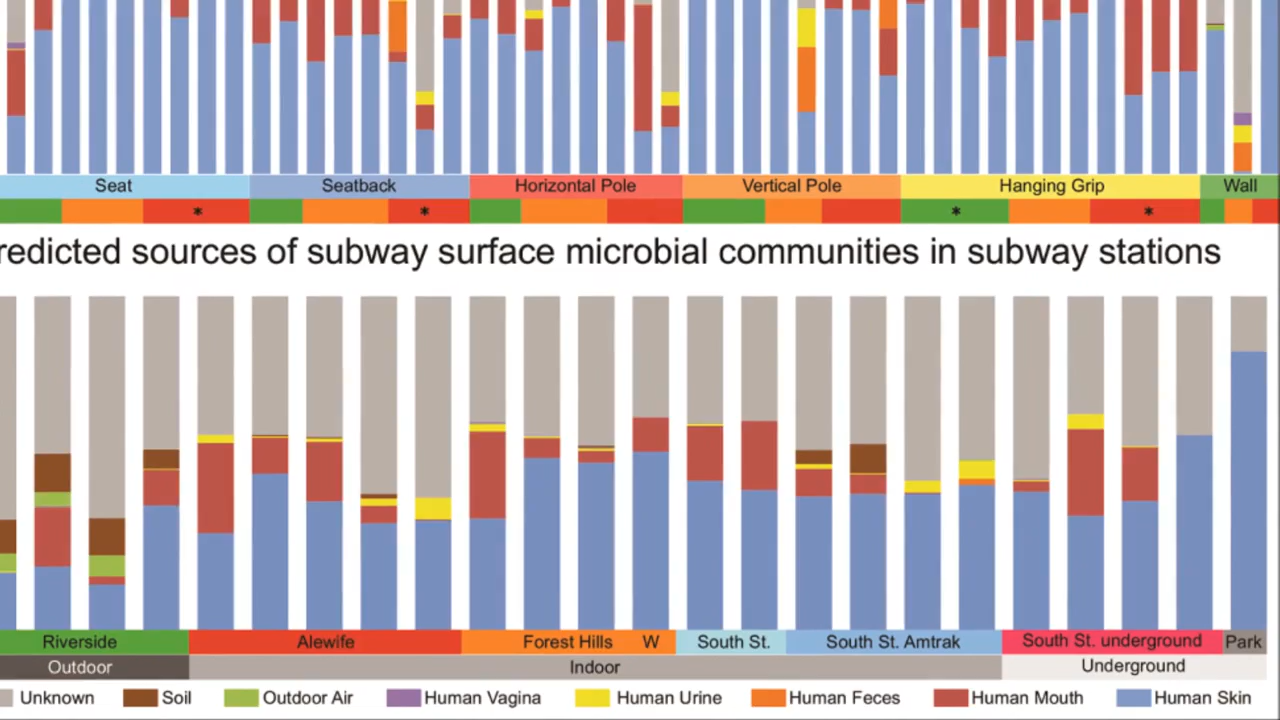 Seat Seatback Horizontal Pole Vertical Pole Hanging Grip Wall
* * * *
redicted sources of subway surface microbial communities in subway stations
Riverside Alewife Forest Hills W South St. South St. Amtrak South St. underground Park
Outdoor Indoor Underground
Unknown Soil Outdoor Air Human Vagina Human Urine Human Feces Human Mouth Human Skin